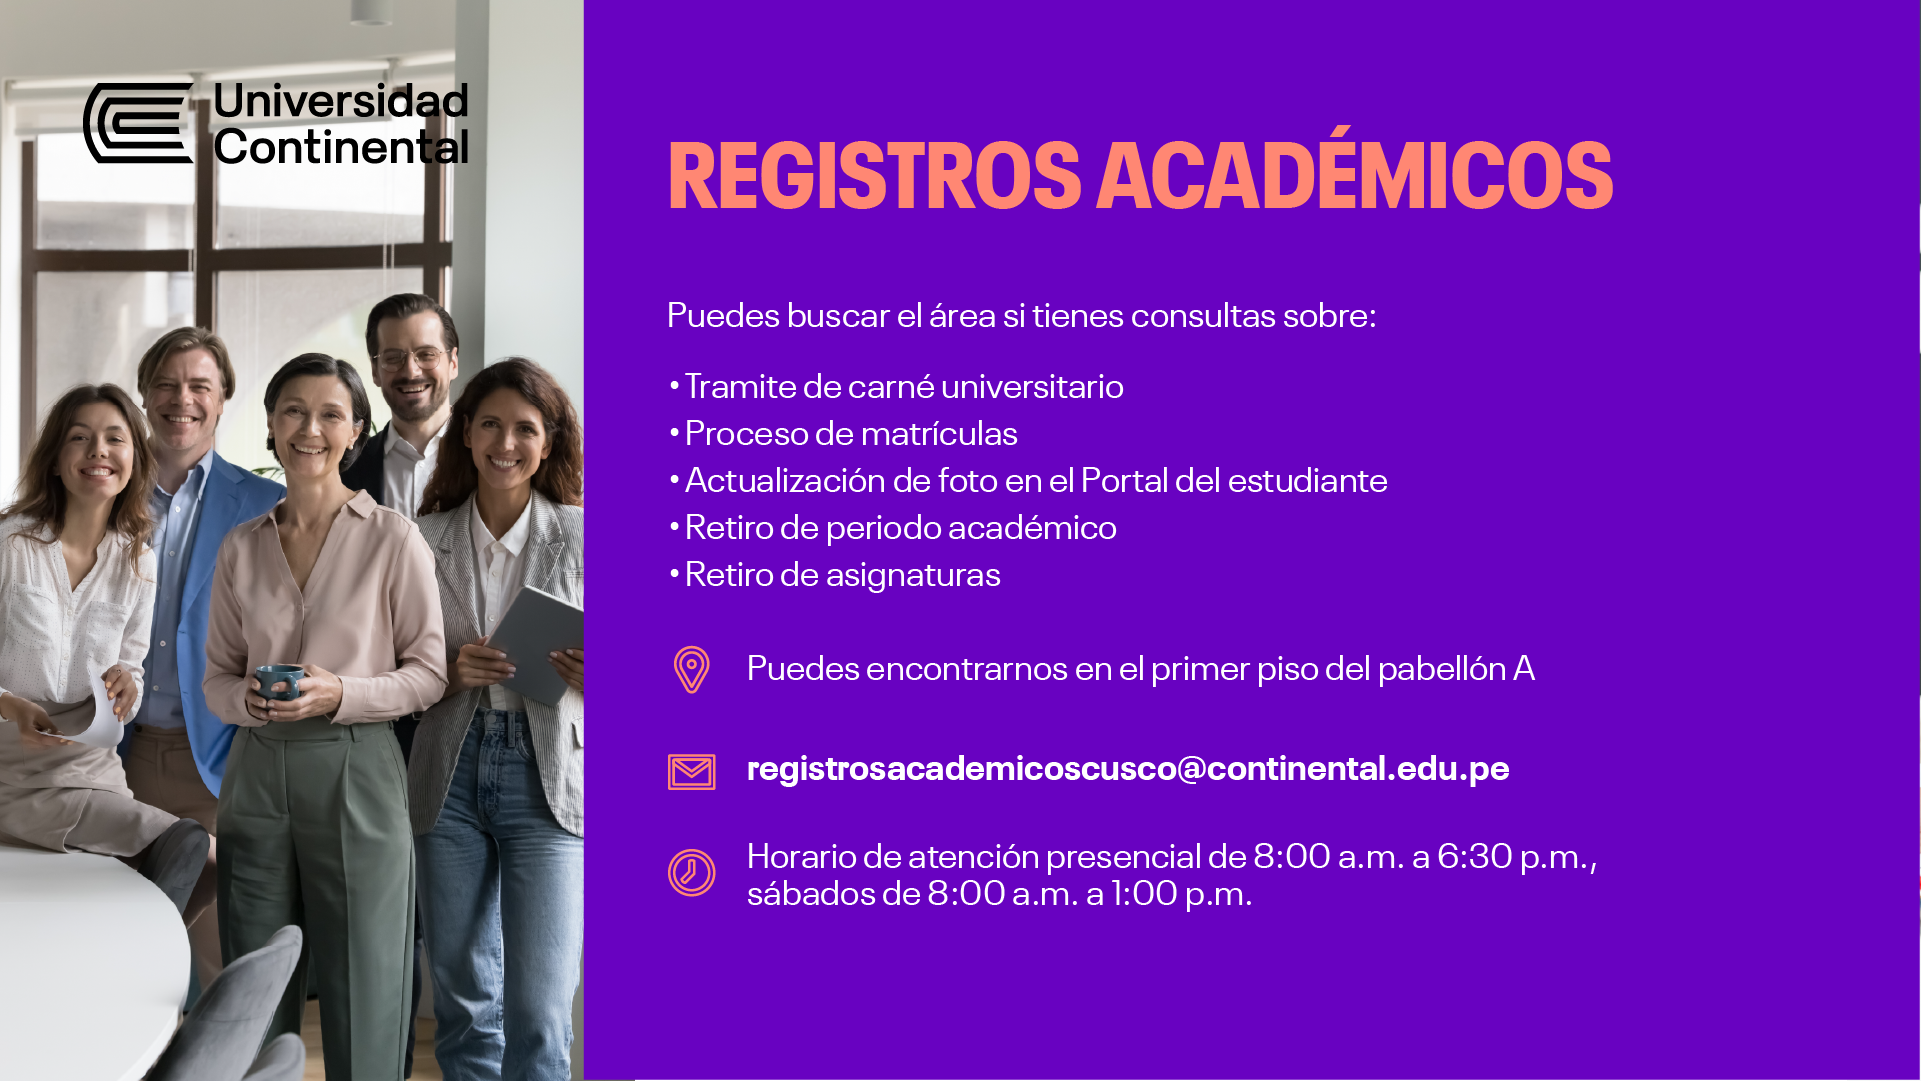 Universidad
Continental
REGISTROS ACADÉMICOS
Puedes buscar el área si tienes consultas sobre:
• Tramite de carné universitario
• Proceso de matrículas
• Actualización de foto en el Portal del estudiante
• Retiro de periodo académico
• Retiro de asignaturas
Puedes encontrarnos en el primer piso del pabellón A
registrosacademicoscusco@continental.edu.pe
Horario de atención presencial de 8:00 a.m. a 6:30 p.m.,
sábados de 8:00 a.m. a 1:00 p.m.